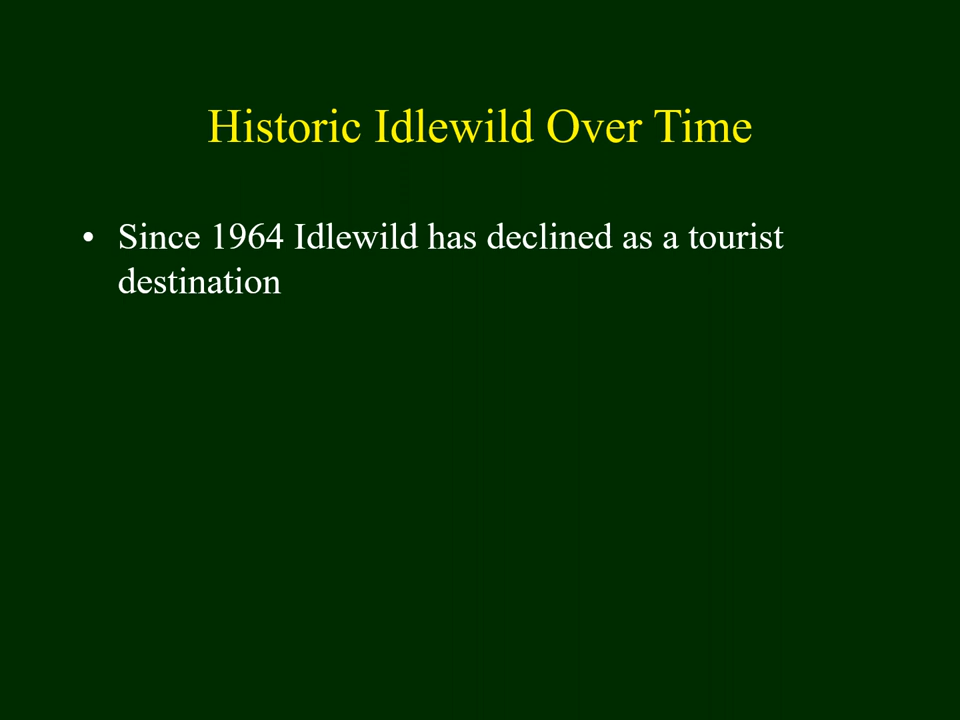 Historic Idlewild Over Time
• Since 1964 Idlewild has declined as a tourist
destination